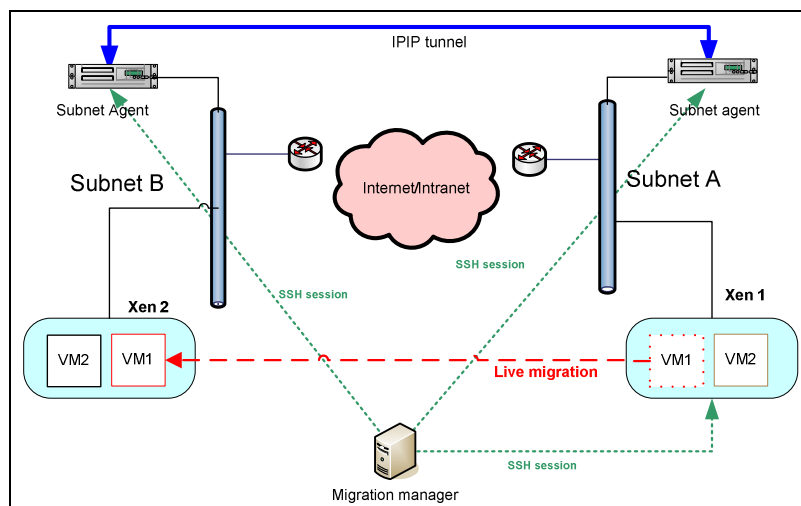 IPIP tunnel
Subnet Agent
Subnet agent
Subnet B
Internet/Intranet
Subnet A
SSH session
SSH session
Xen 2
Xen 1
VM2
VM1
VM1
VM2
Live migration
SSH session
Migration manager